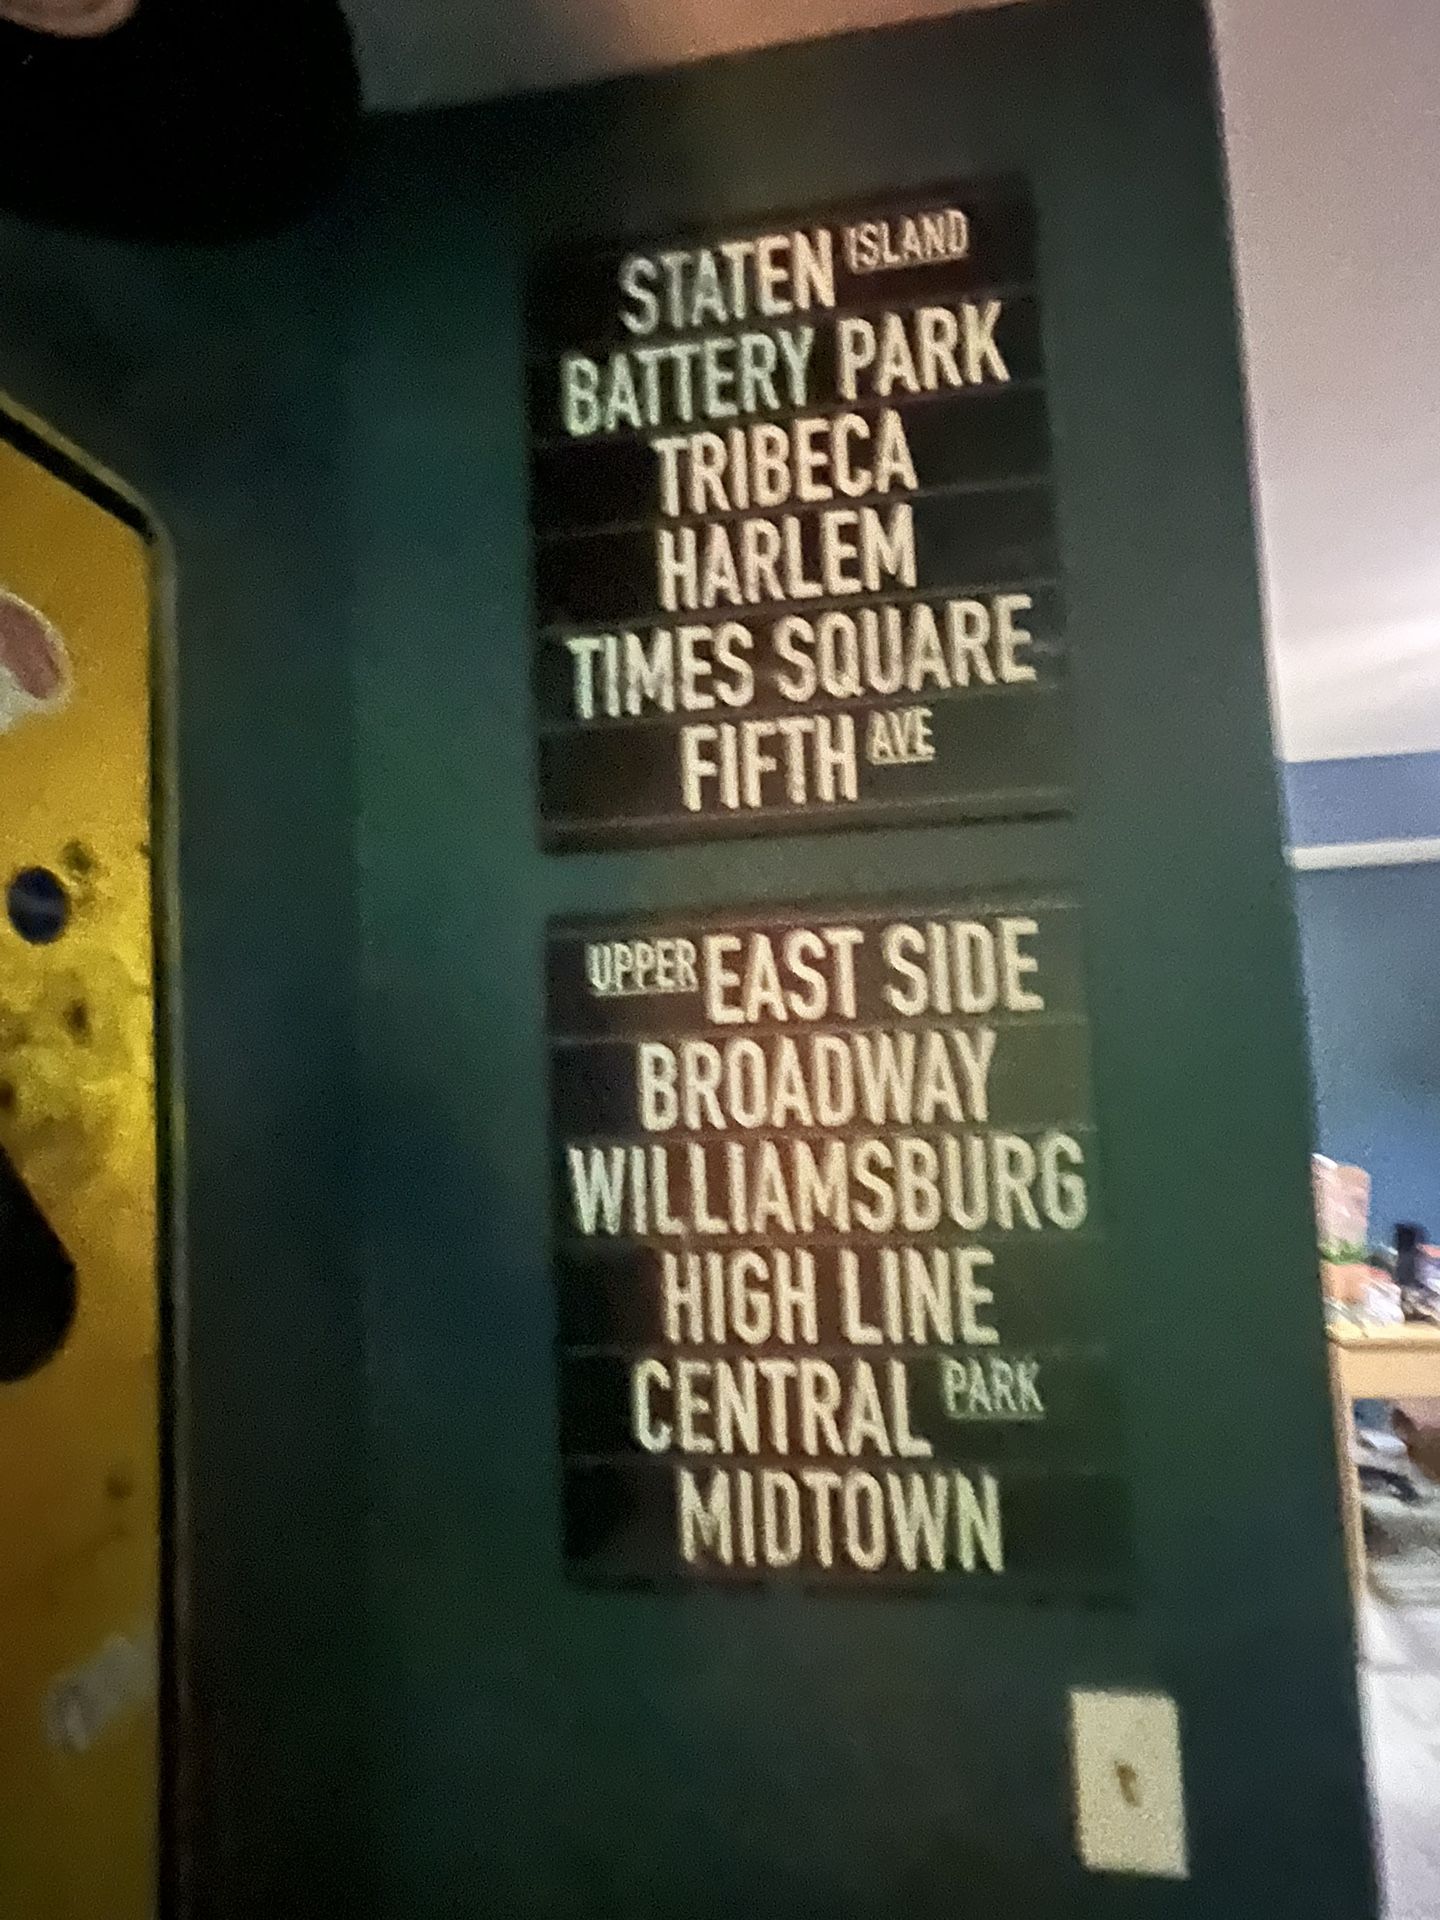 STATEN ISLAND
BATTERY PARK
TRIBECA
HARLEM
TIMES SQUARE
FIFTH AVE
UPPER EAST SIDE
BROADWAY
WILLIAMSBURG
HIGH LINE
CENTRAL PARK
MIDTOWN